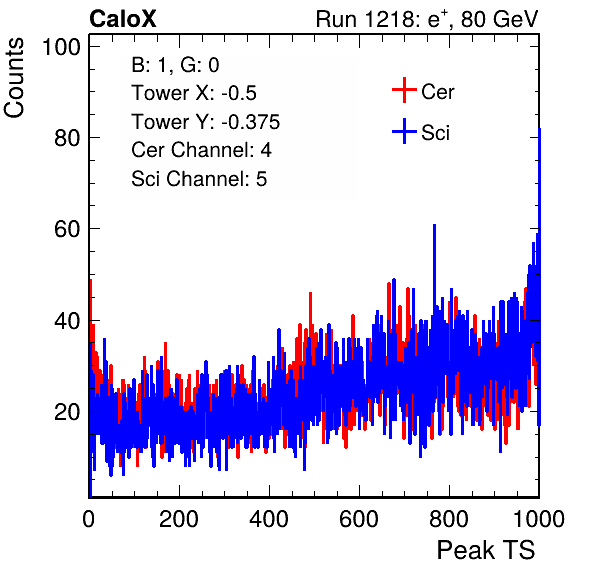 CaloX Run 1218: e⁺, 80 GeV
Counts
100
80
60
40
20
B: 1, G: 0
Tower X: -0.5
Tower Y: -0.375
Cer Channel: 4
Sci Channel: 5
Cer
Sci
0 200 400 600 800 1000
Peak TS